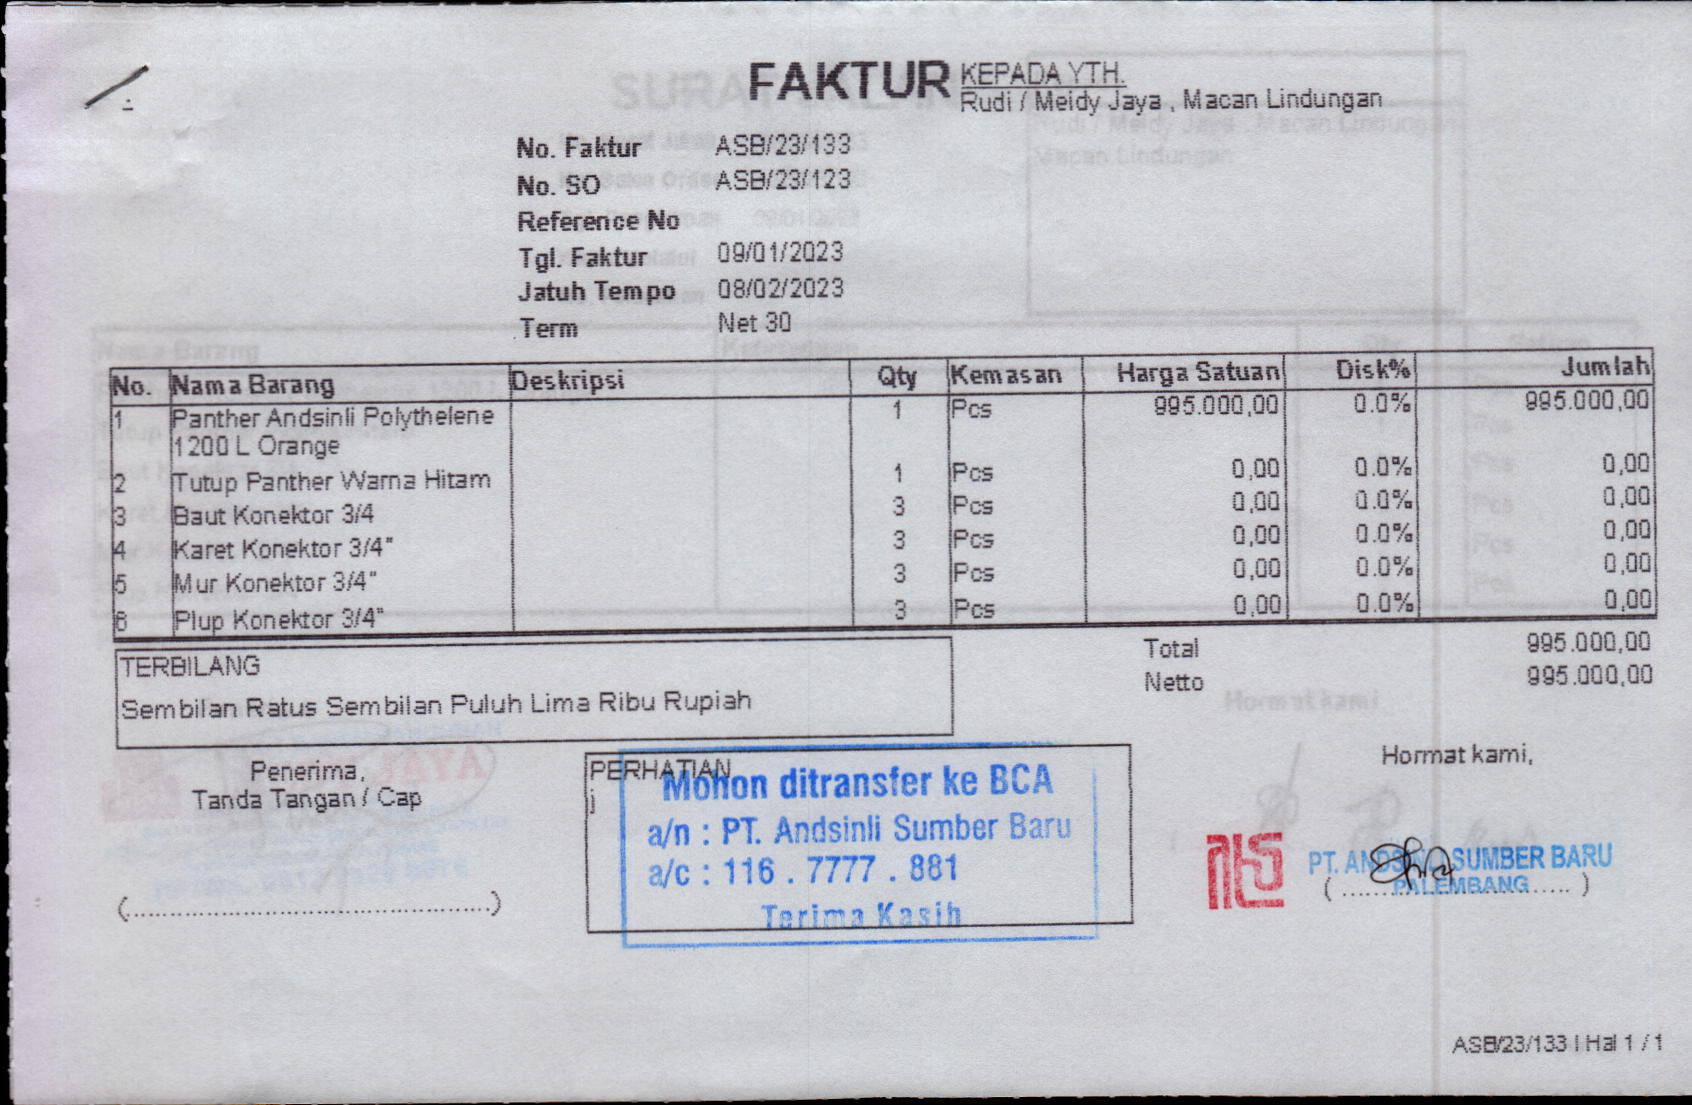 FAKTUR
KEPADA YTH.
Rudi / Meidy Jaya , Macan Lindungan
No. Faktur ASB/23/133
No. SO ASB/23/123
Reference No
Tgl. Faktur 09/01/2023
Jatuh Tempo 08/02/2023
Term Net 30
No. Nama Barang Deskripsi Qty Kemasan Harga Satuan Disk% Jumlah
1 Panther Andsinli Polythelene 1 Pcs 995.000,00 0.0% 995.000,00
1200 L Orange
2 Tutup Panther Warna Hitam 1 Pcs 0,00 0.0% 0,00
3 Baut Konektor 3/4 3 Pcs 0,00 0.0% 0,00
4 Karet Konektor 3/4" 3 Pcs 0,00 0.0% 0,00
5 Mur Konektor 3/4" 3 Pcs 0,00 0.0% 0,00
6 Plup Konektor 3/4" 3 Pcs 0,00 0.0% 0,00
Total 995.000,00
Netto 995.000,00
TERBILANG
Sembilan Ratus Sembilan Puluh Lima Ribu Rupiah
Penerima,
Tanda Tangan / Cap
(..............................................)
PERHATIAN
j
Mohon ditransfer ke BCA
a/n : PT. Andsinli Sumber Baru
a/c : 116 . 7777 . 881
Terima Kasih
Hormat kami,
PT. ANDSINLI SUMBER BARU
PALEMBANG
ASB/23/133 | Hal 1 / 1